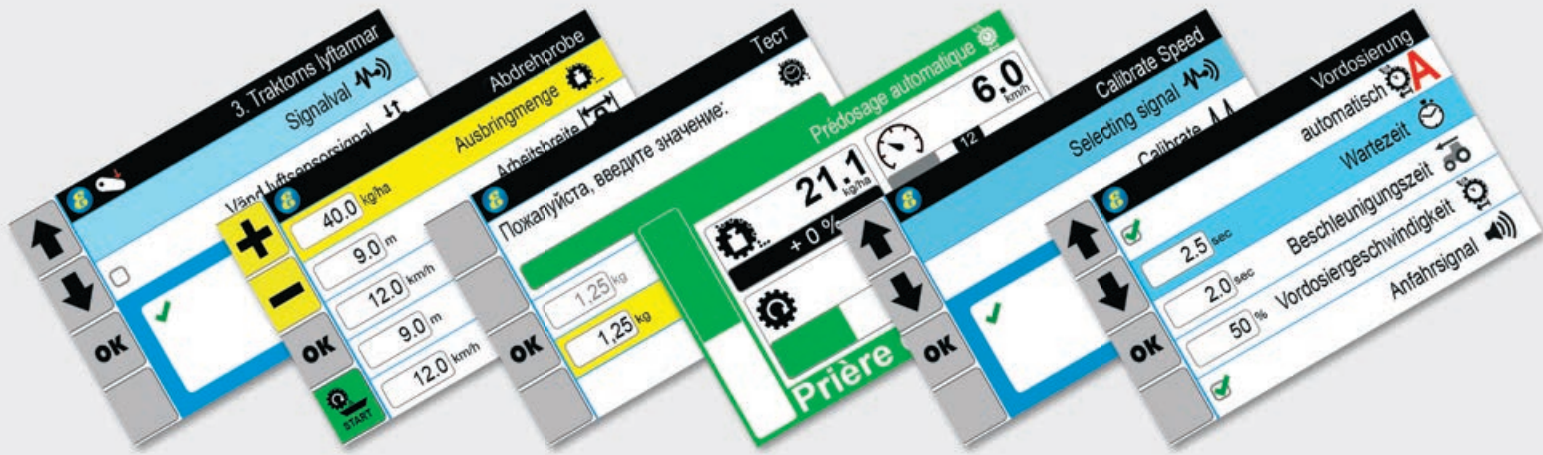 3. Traktorns lyftarmar
Signalval
Vänd lyftsensorsignal
Abdrehprobe
Ausbringmenge
40.0 kg/ha
Arbeitsbreite
9.0 m
12.0 km/h
9.0 m
12.0 km/h
OK
OK
START
Тест
Пожалуйста, введите значение:
1,25 kg
1,25 kg
OK
Prédosage automatique
6.0 km/h
21.1 kg/ha
12
+ 0 %
Prière
Calibrate Speed
Selecting signal
Calibrate
OK
Vordosierung
automatisch A
Wartezeit
2.5 sec
Beschleunigungszeit
2.0 sec
Vordosiergeschwindigkeit
50 %
Anfahrsignal
OK